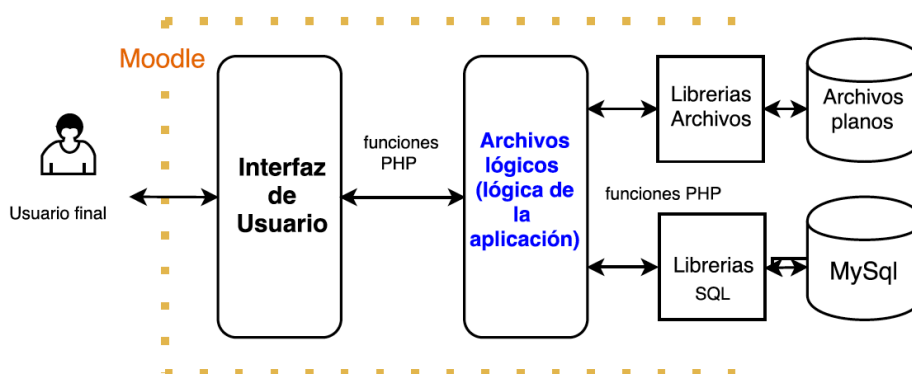 Moodle
Usuario final
Interfaz
de
Usuario
funciones
PHP
Archivos
lógicos
(lógica de
la
aplicación)
Librerias
Archivos
Archivos
planos
funciones PHP
Librerias
SQL
MySql